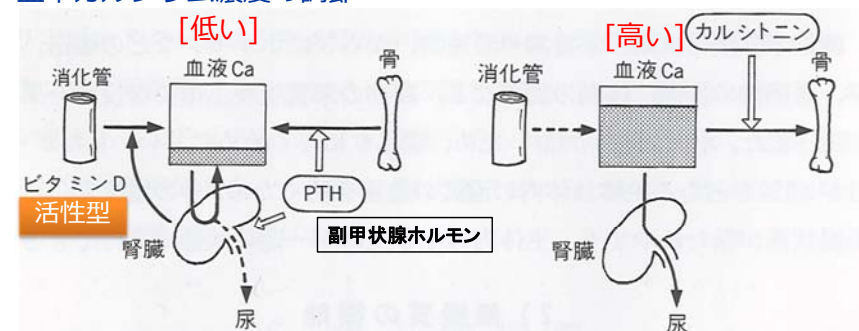 [低い]
消化管
血液Ca
骨
ビタミンD
活性型
PTH
副甲状腺ホルモン
腎臓
尿
[高い]
カルシトニン
消化管
血液Ca
骨
腎臓
尿